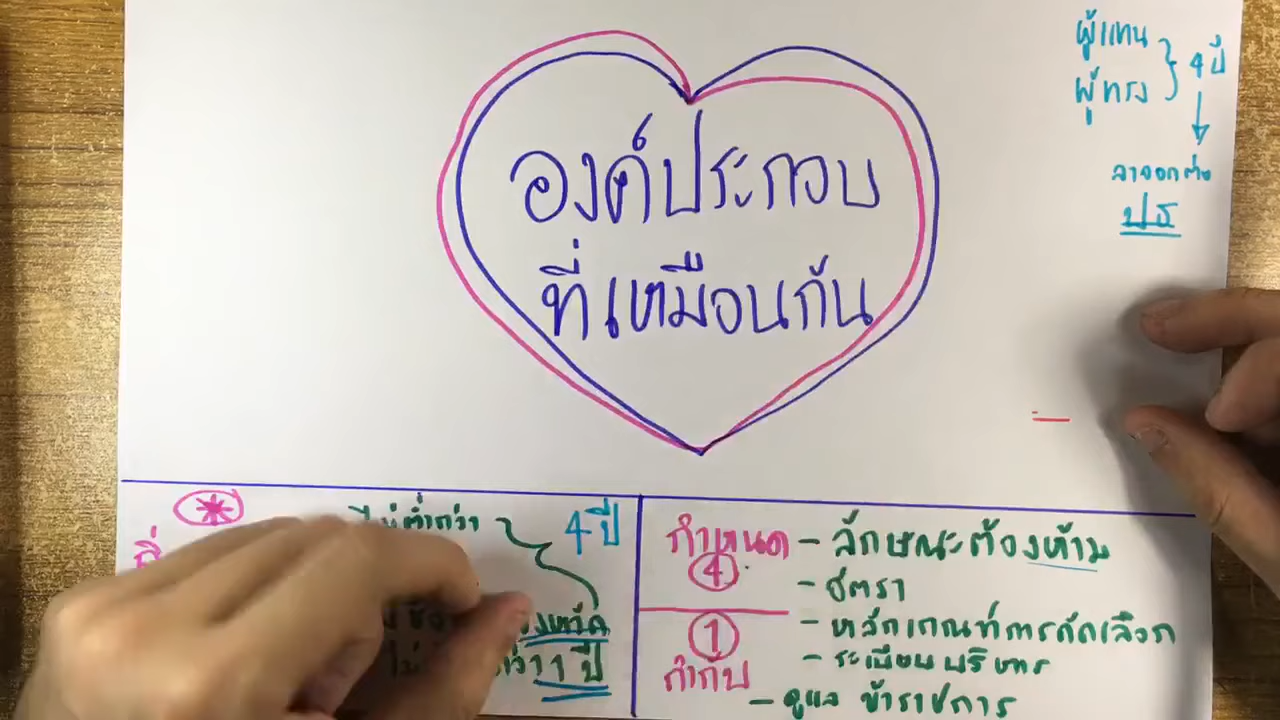 องค์ประกอบ
ที่เหมือนกัน
ผู้แทน
ผู้ทรง
4 ปี
ลาออกต่อ
ปธ
ไม่ต่ำกว่า
4 ปี
1 ปี
กำหนด
4
- ลักษณะต้องห้าม
- อัตรา
- หลักเกณฑ์การคัดเลือก
- ระเบียบบริหาร
1
กำกับ
- ดูแล ข้าราชการ